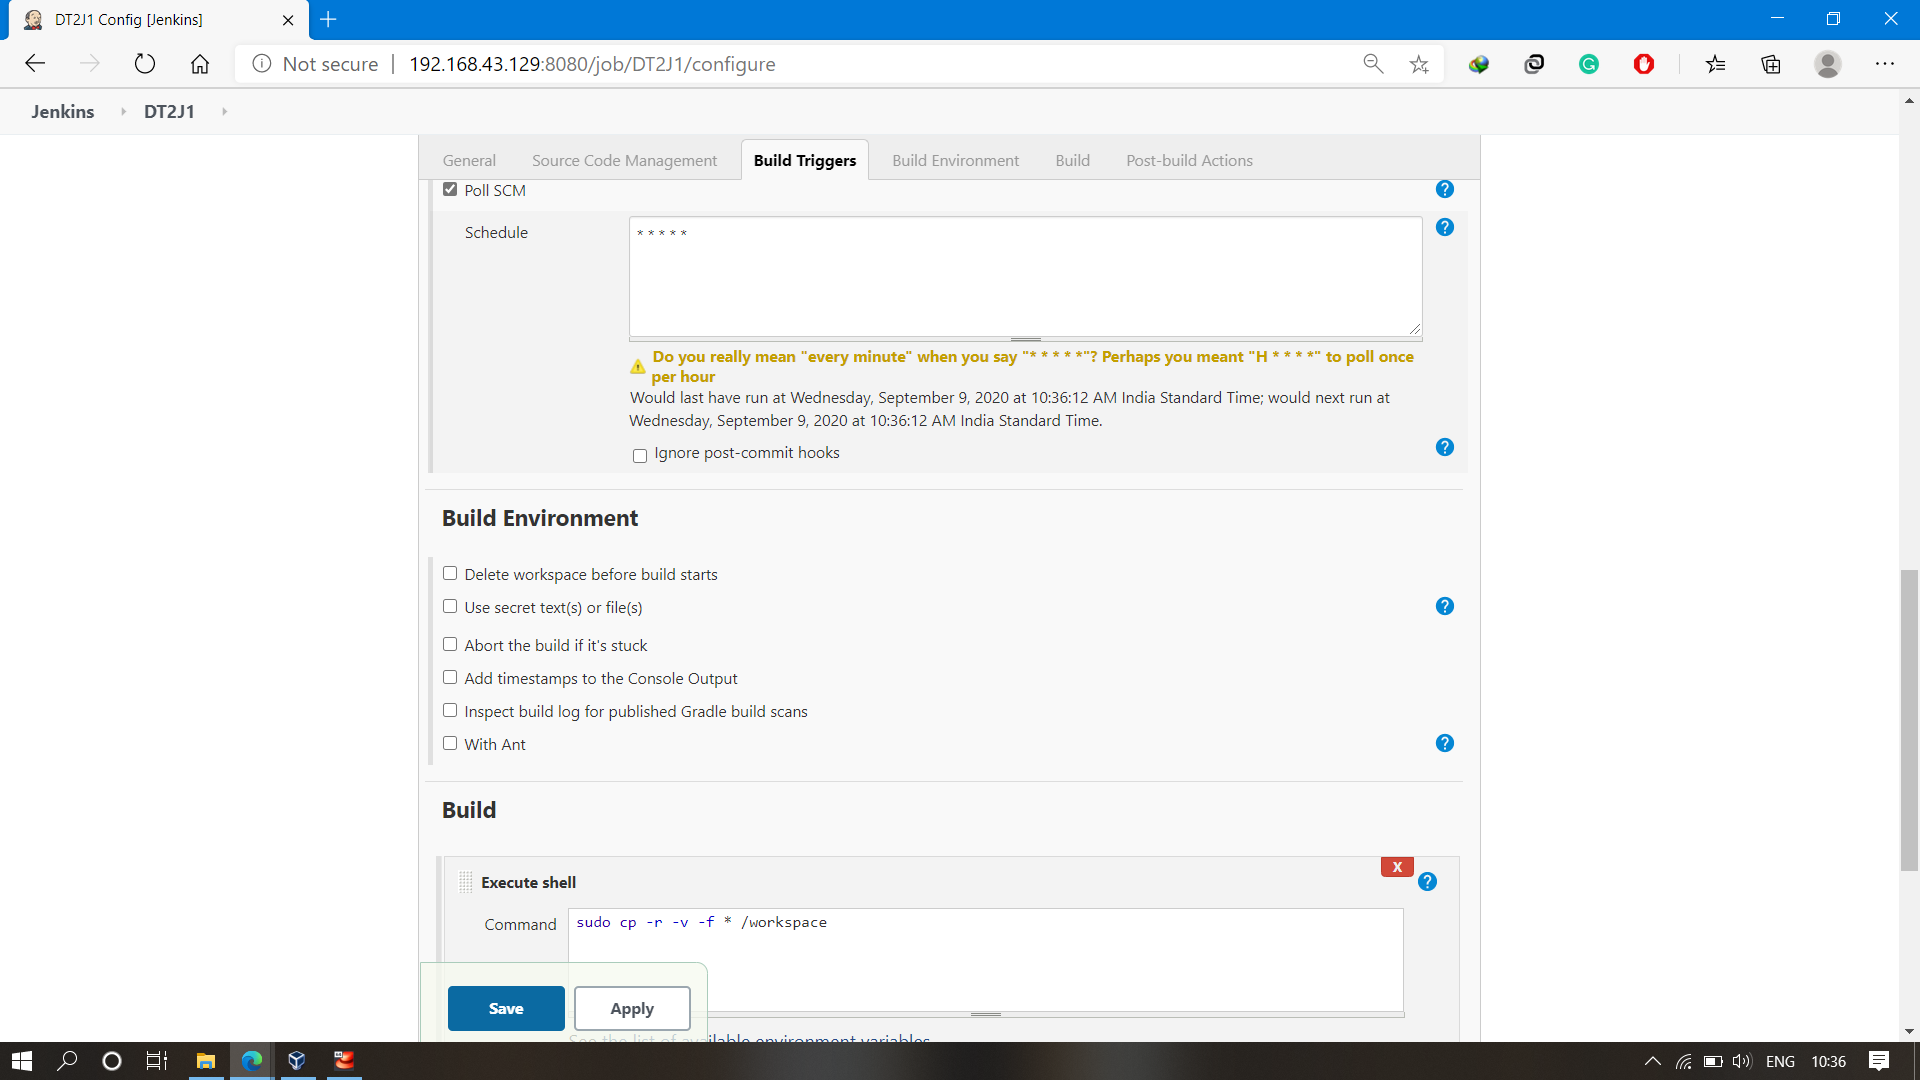 DT2J1 Config [Jenkins]
Not secure | 192.168.43.129:8080/job/DT2J1/configure
Jenkins DT2J1
General Source Code Management Build Triggers Build Environment Build Post-build Actions
Poll SCM
Schedule
* * * * *
Do you really mean "every minute" when you say "* * * * *"? Perhaps you meant "H * * * *" to poll once
per hour
Would last have run at Wednesday, September 9, 2020 at 10:36:12 AM India Standard Time; would next run at
Wednesday, September 9, 2020 at 10:36:12 AM India Standard Time.
Ignore post-commit hooks
Build Environment
Delete workspace before build starts
Use secret text(s) or file(s)
Abort the build if it's stuck
Add timestamps to the Console Output
Inspect build log for published Gradle build scans
With Ant
Build
X
Execute shell
Command
sudo cp -r -v -f * /workspace
Save Apply
See the list of available environment variables
ENG 10:36